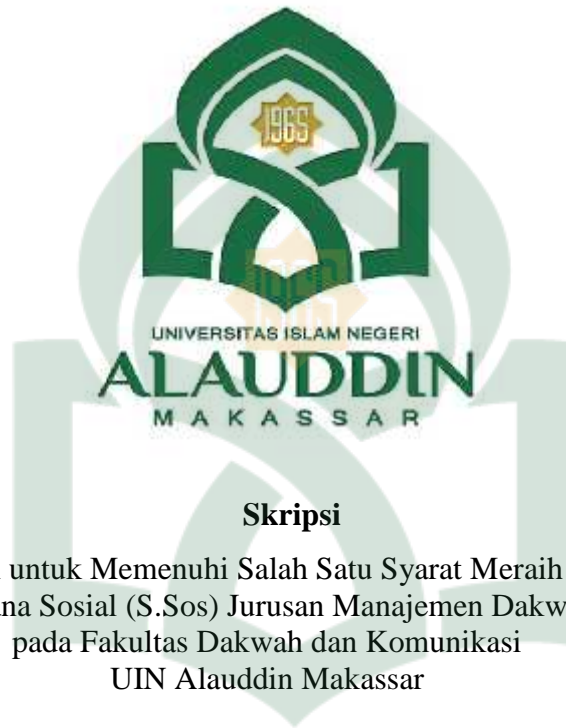 1965
UNIVERSITAS ISLAM NEGERI
ALAUDDIN
MAKASSAR
Skripsi
untuk Memenuhi Salah Satu Syarat Meraih
Sosial (S.Sos) Jurusan Manajemen
pada Fakultas Dakwah dan Komunikasi
UIN Alauddin Makassar